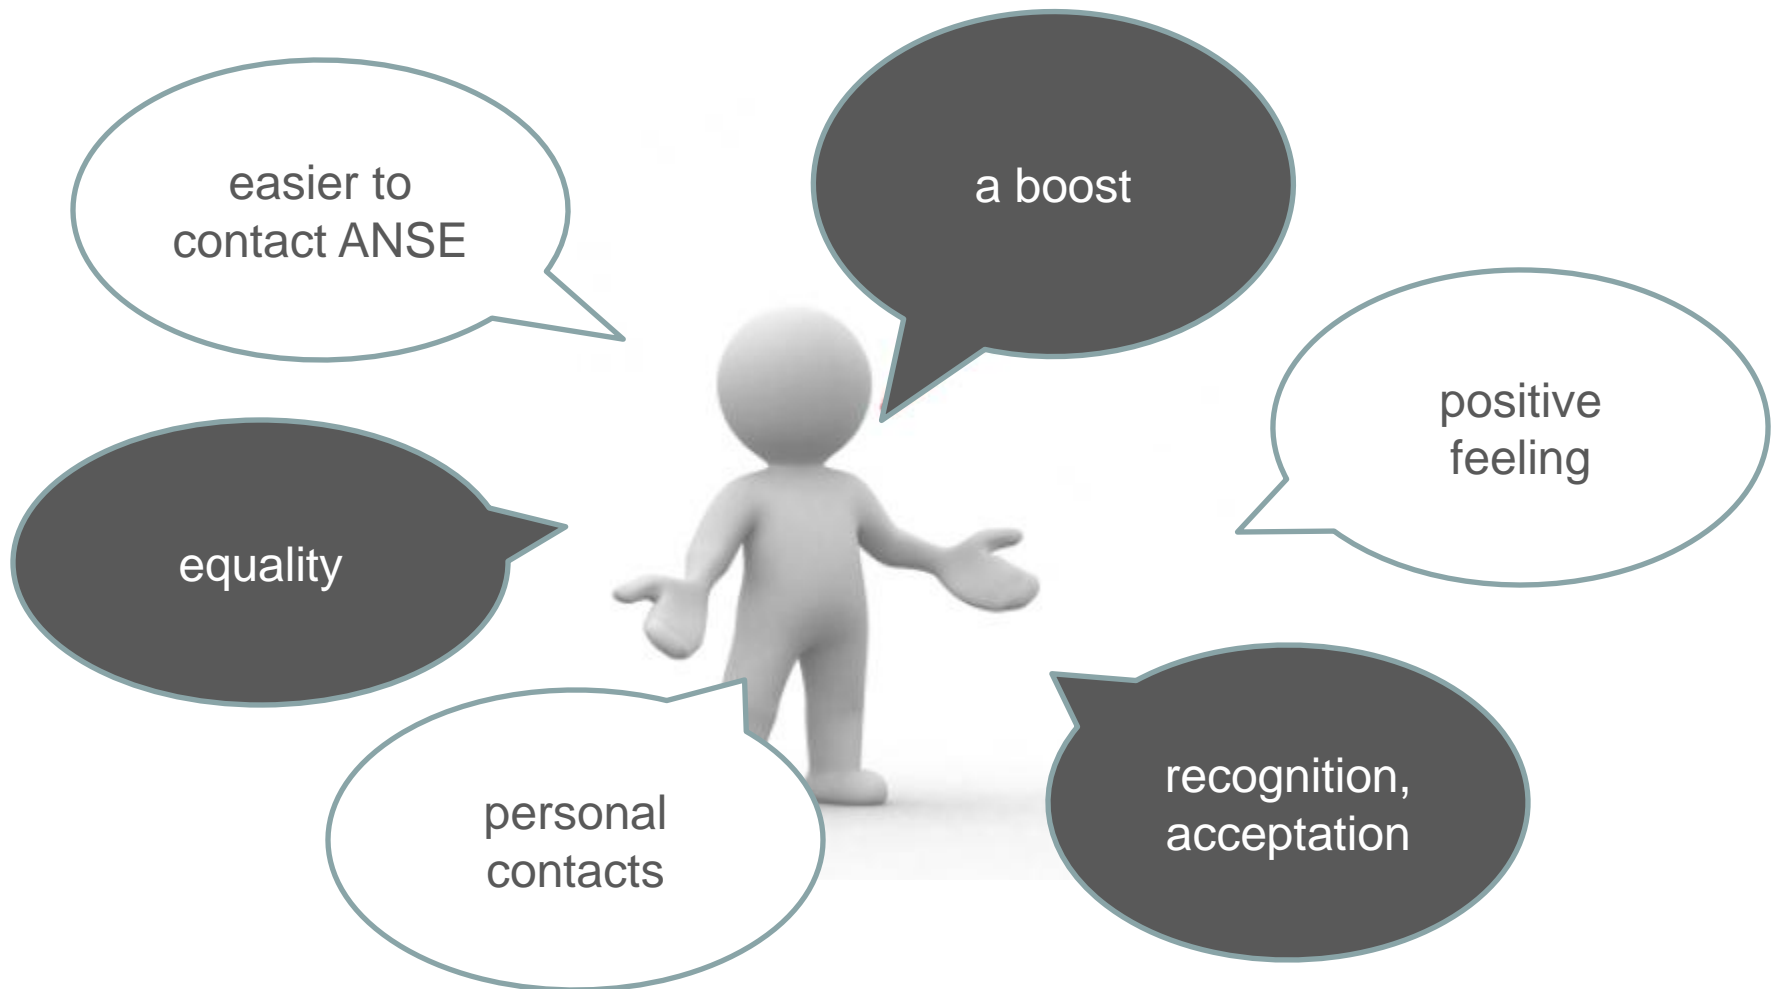 easier to
contact ANSE
a boost
positive
feeling
equality
personal
contacts
recognition,
acceptation